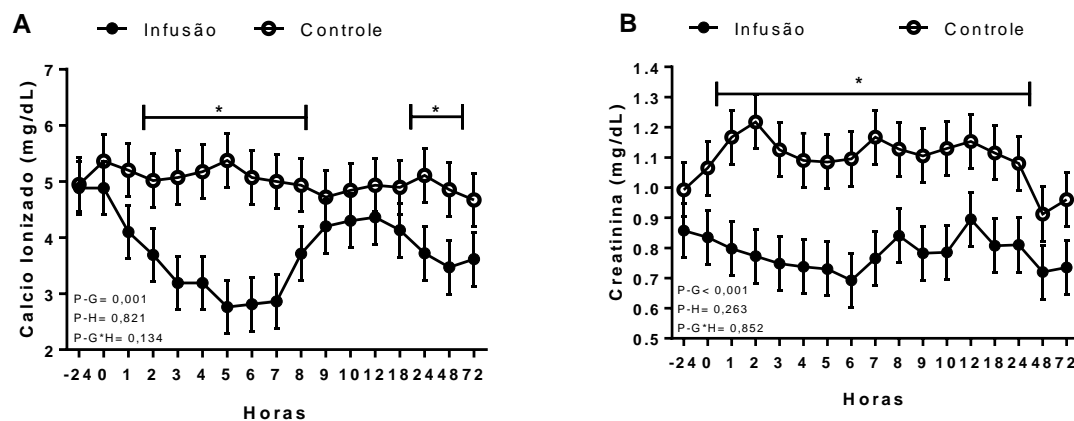 A
Infusão
Controle
Calcio Ionizado (mg/dL)
7
6
5
4
3
2
*
*
P-G= 0,001
P-H= 0,821
P-G*H= 0,134
-24 0 1 2 3 4 5 6 7 8 9 10 12 18 24 48 72
Horas
B
Infusão
Controle
Creatinina (mg/dL)
1.4
1.3
1.2
1.1
1.0
0.9
0.8
0.7
0.6
0.5
*
P-G< 0,001
P-H= 0,263
P-G*H= 0,852
-24 0 1 2 3 4 5 6 7 8 9 10 12 18 24 48 72
Horas